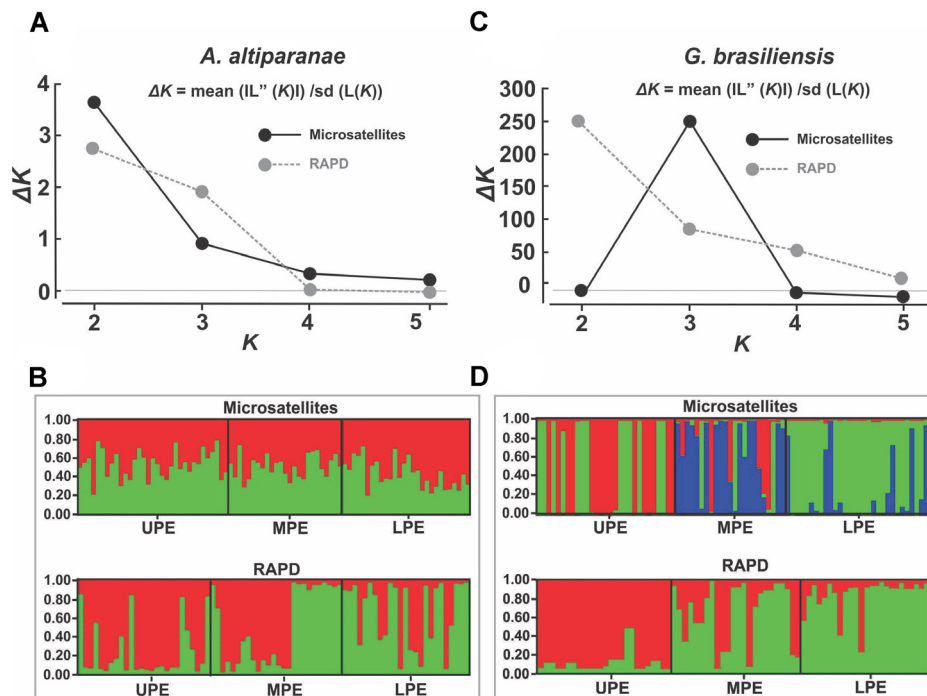 A
A. altiparanae
ΔK = mean (IL” (K)I) /sd (L(K))
Microsatellites
RAPD
ΔK
4
3
2
1
0
2 3 4 5
K
C
G. brasiliensis
ΔK = mean (IL” (K)I) /sd (L(K))
Microsatellites
RAPD
ΔK
300
250
200
150
100
50
0
2 3 4 5
K
B
Microsatellites
1.00
0.80
0.60
0.40
0.20
0.00
UPE MPE LPE
RAPD
1.00
0.80
0.60
0.40
0.20
0.00
UPE MPE LPE
D
Microsatellites
1.00
0.80
0.60
0.40
0.20
0.00
UPE MPE LPE
RAPD
1.00
0.80
0.60
0.40
0.20
0.00
UPE MPE LPE